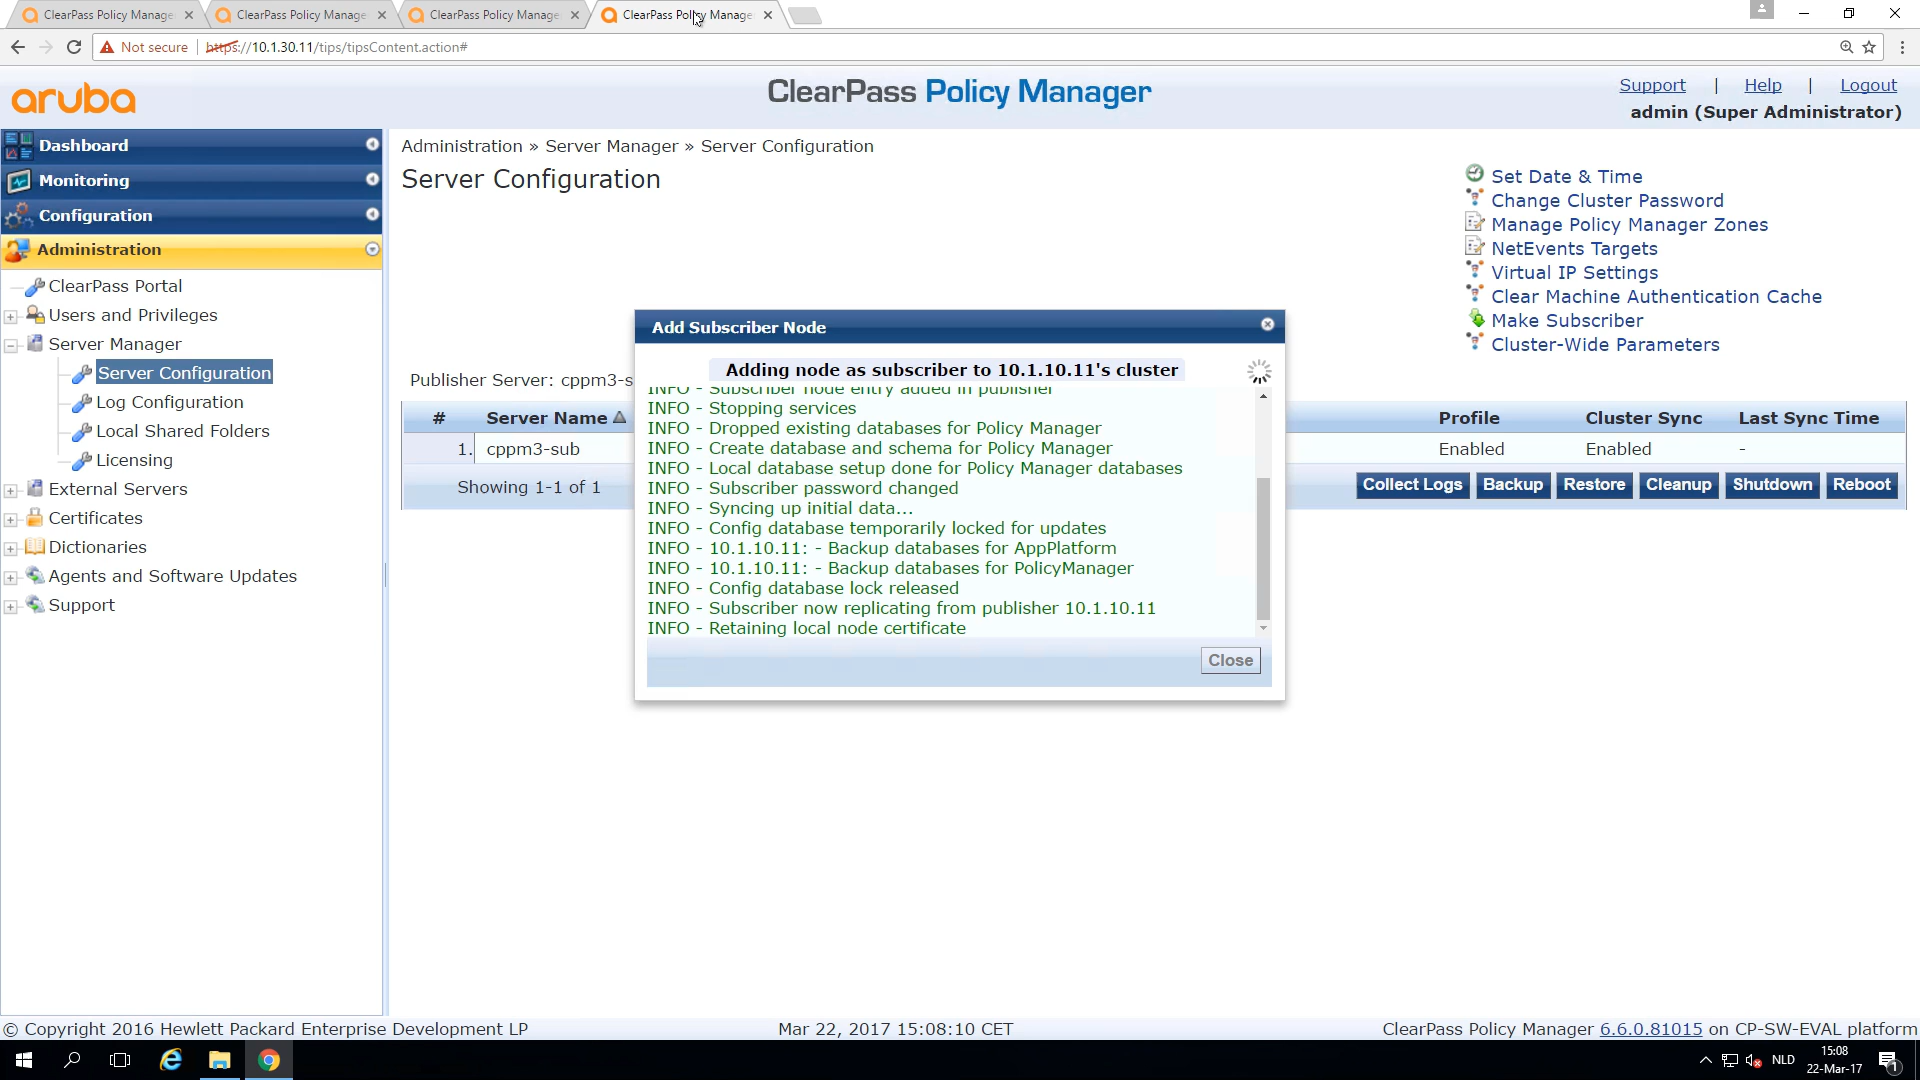 ClearPass Policy Manage
ClearPass Policy Manage
ClearPass Policy Manage
ClearPass Policy Manage
Not secure | https://10.1.30.11/tips/tipsContent.action#
aruba
ClearPass Policy Manager
Support | Help | Logout
admin (Super Administrator)
Dashboard
Monitoring
Configuration
Administration
ClearPass Portal
Users and Privileges
Server Manager
Server Configuration
Log Configuration
Local Shared Folders
Licensing
External Servers
Certificates
Dictionaries
Agents and Software Updates
Support
Administration » Server Manager » Server Configuration
Server Configuration
Set Date & Time
Change Cluster Password
Manage Policy Manager Zones
NetEvents Targets
Virtual IP Settings
Clear Machine Authentication Cache
Make Subscriber
Cluster-Wide Parameters
Publisher Server: cppm3-s
# Server Name Profile Cluster Sync Last Sync Time
1. cppm3-sub Enabled Enabled -
Showing 1-1 of 1
Collect Logs Backup Restore Cleanup Shutdown Reboot
Add Subscriber Node
Adding node as subscriber to 10.1.10.11's cluster
INFO - Subscriber node entry added in publisher
INFO - Stopping services
INFO - Dropped existing databases for Policy Manager
INFO - Create database and schema for Policy Manager
INFO - Local database setup done for Policy Manager databases
INFO - Subscriber password changed
INFO - Syncing up initial data...
INFO - Config database temporarily locked for updates
INFO - 10.1.10.11: - Backup databases for AppPlatform
INFO - 10.1.10.11: - Backup databases for PolicyManager
INFO - Config database lock released
INFO - Subscriber now replicating from publisher 10.1.10.11
INFO - Retaining local node certificate
Close
© Copyright 2016 Hewlett Packard Enterprise Development LP
Mar 22, 2017 15:08:10 CET
ClearPass Policy Manager 6.6.0.81015 on CP-SW-EVAL platform
NLD
15:08
22-Mar-17
1